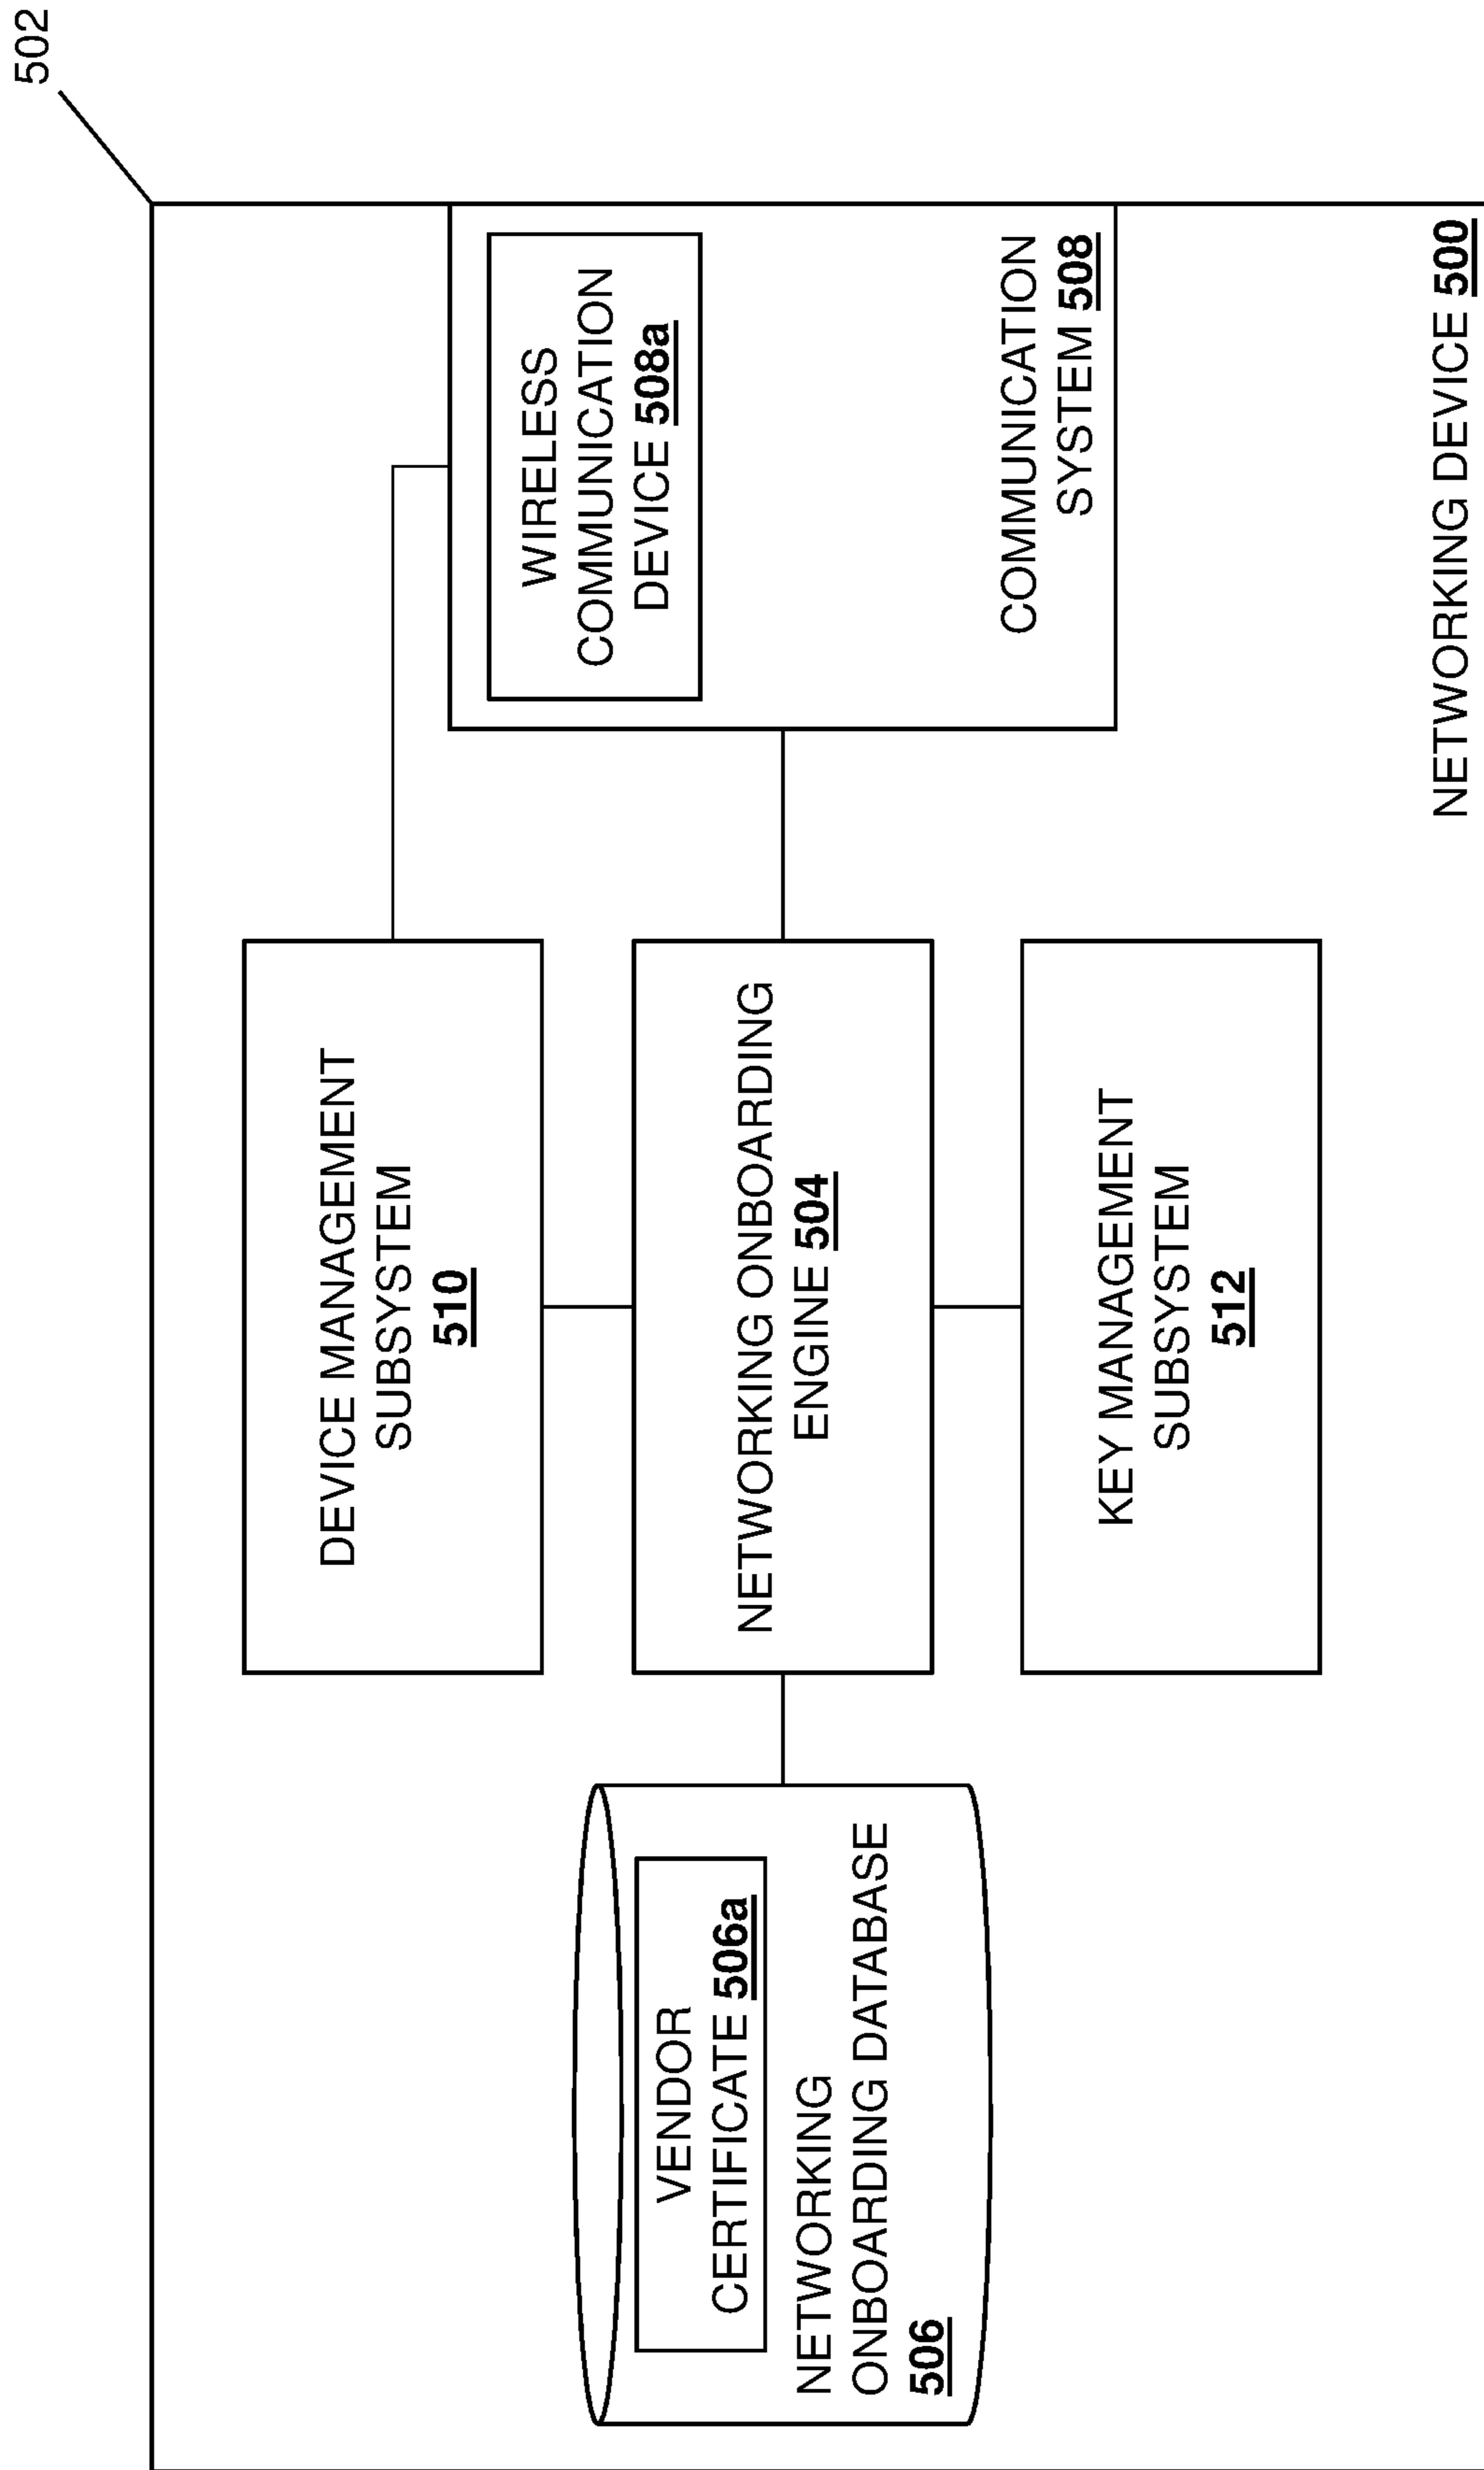 502
DEVICE MANAGEMENT
SUBSYSTEM
510
WIRELESS
COMMUNICATION
DEVICE 508a
COMMUNICATION
SYSTEM 508
VENDOR
CERTIFICATE 506a
NETWORKING
ONBOARDING DATABASE
506
NETWORKING ONBOARDING
ENGINE 504
KEY MANAGEMENT
SUBSYSTEM
512
NETWORKING DEVICE 500